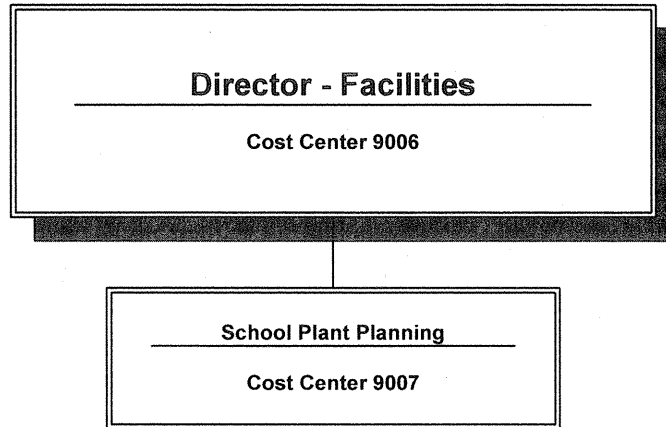 Director - Facilities
Cost Center 9006
School Plant Planning
Cost Center 9007